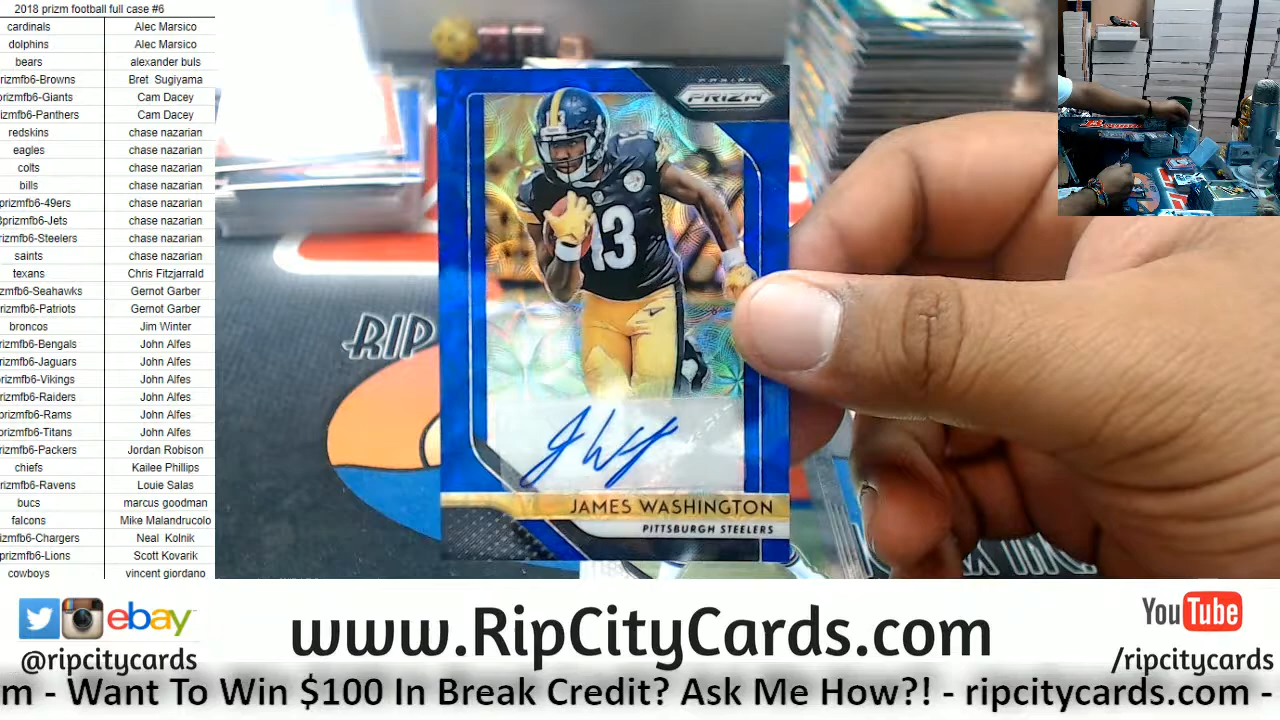 2018 prizm football full case #6
cardinals Alec Marsico
dolphins Alec Marsico
bears alexander buls
rizmfb6-Browns Bret Sugiyama
prizmfb6-Giants Cam Dacey
rizmfb6-Panthers Cam Dacey
redskins chase nazarian
eagles chase nazarian
colts chase nazarian
bills chase nazarian
prizmfb6-49ers chase nazarian
8prizmfb6-Jets chase nazarian
rizmfb6-Steelers chase nazarian
saints chase nazarian
texans Chris Fitzjarrald
zmfb6-Seahawks Gernot Garber
rizmfb6-Patriots Gernot Garber
broncos Jim Winter
rizmfb6-Bengals John Alfes
rizmfb6-Jaguars John Alfes
rizmfb6-Vikings John Alfes
rizmfb6-Raiders John Alfes
prizmfb6-Rams John Alfes
rizmfb6-Titans John Alfes
rizmfb6-Packers Jordan Robison
chiefs Kailee Phillips
rizmfb6-Ravens Louie Salas
bucs marcus goodman
falcons Mike Malandrucolo
zmfb6-Chargers Neal Kolnik
prizmfb6-Lions Scott Kovarik
cowboys vincent giordano
PANINI
PRIZM
13
RIP
JAMES WASHINGTON
PITTSBURGH STEELERS
ebay
@ripcitycards
www.RipCityCards.com
YouTube
/ripcitycards
m - Want To Win $100 In Break Credit? Ask Me How?! - ripcitycards.com -